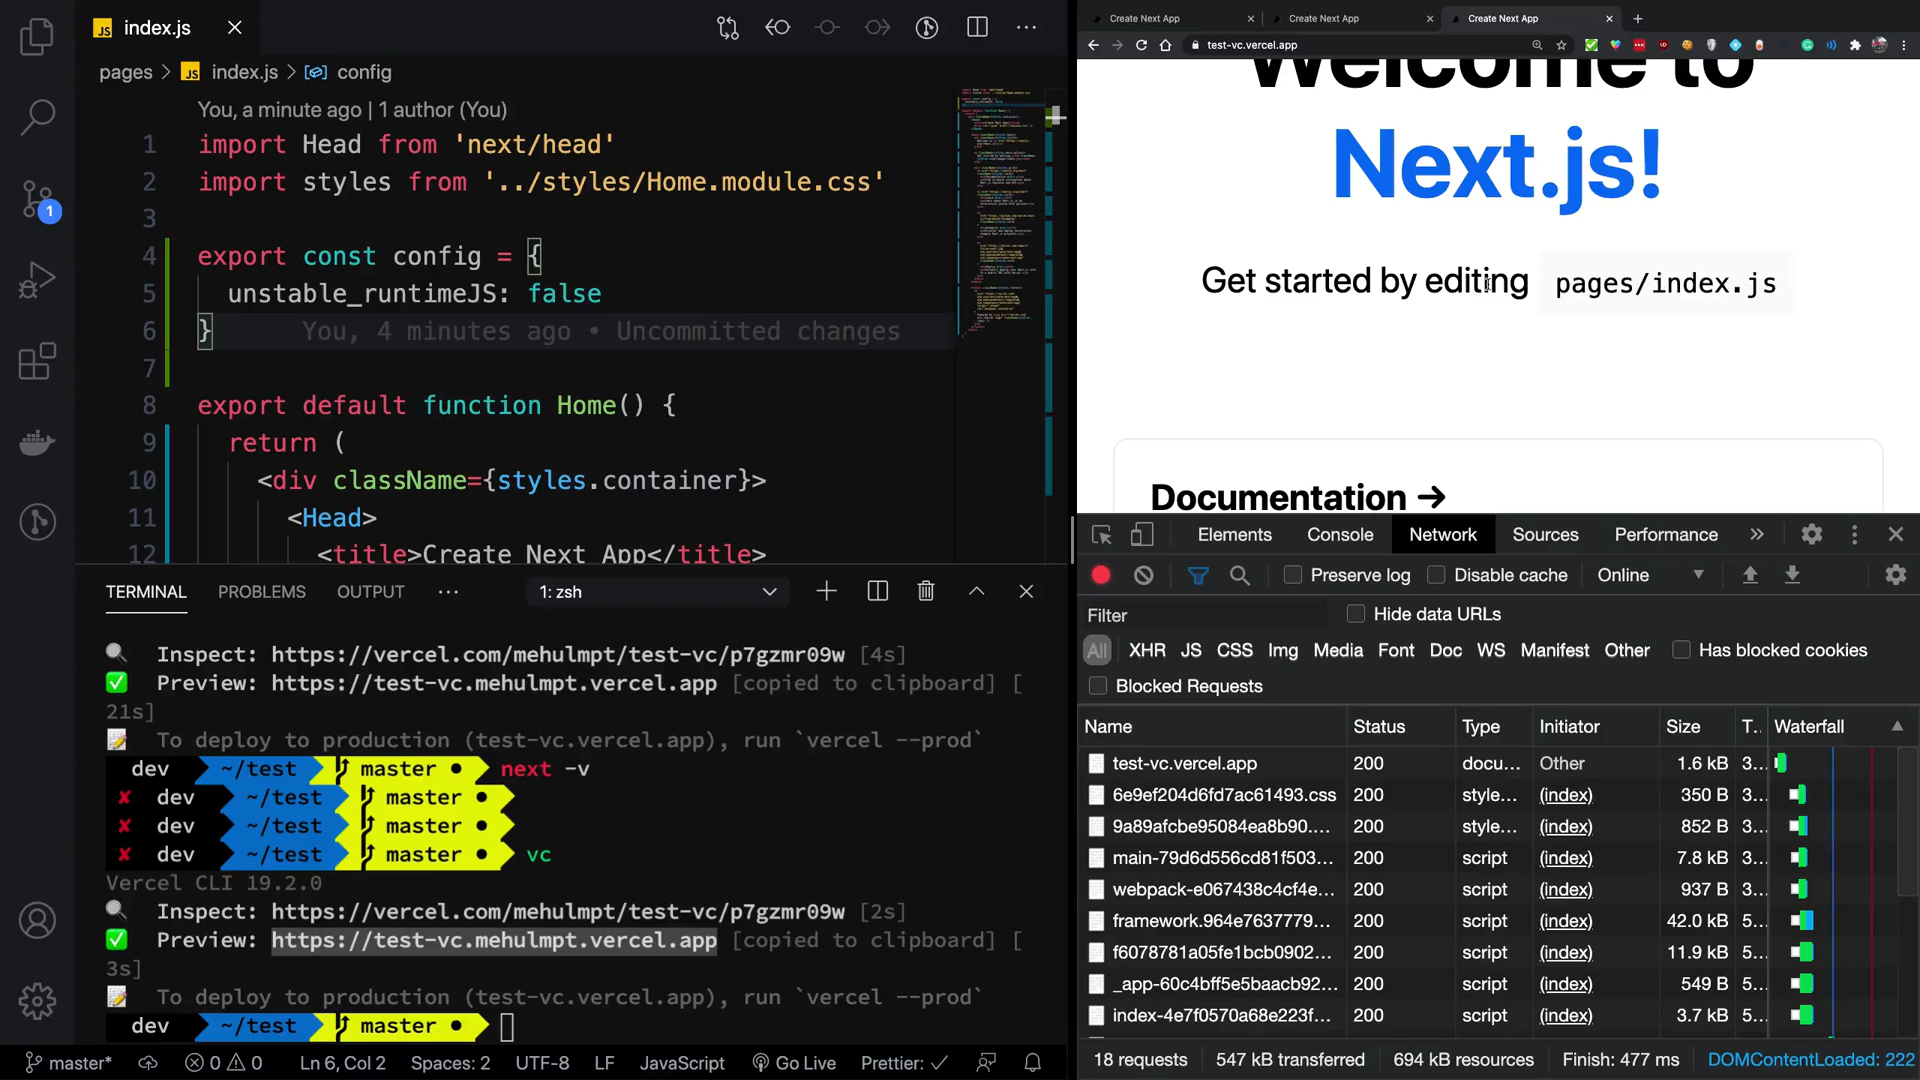 index.js
pages > index.js > config
You, a minute ago | 1 author (You)
1 import Head from 'next/head'
2 import styles from '../styles/Home.module.css'
3
4 export const config = {
5 unstable_runtimeJS: false
6 } You, 4 minutes ago • Uncommitted changes
7
8 export default function Home() {
9 return (
10 <div className={styles.container}>
11 <Head>
12 <title>Create Next App</title>
1
TERMINAL PROBLEMS OUTPUT ··· 1: zsh
Inspect: https://vercel.com/mehulmpt/test-vc/p7gzmr09w [4s]
Preview: https://test-vc.mehulmpt.vercel.app [copied to clipboard] [
21s]
To deploy to production (test-vc.vercel.app), run `vercel --prod`
dev ~/test master ● next -v
✘ dev ~/test master ●
✘ dev ~/test master ●
✘ dev ~/test master ● vc
Vercel CLI 19.2.0
Inspect: https://vercel.com/mehulmpt/test-vc/p7gzmr09w [2s]
Preview: https://test-vc.mehulmpt.vercel.app [copied to clipboard] [
3s]
To deploy to production (test-vc.vercel.app), run `vercel --prod`
dev ~/test master ●
master* 0 0 Ln 6, Col 2 Spaces: 2 UTF-8 LF JavaScript Go Live Prettier: ✓
Create Next App Create Next App Create Next App
test-vc.vercel.app
Welcome to
Next.js!
Get started by editing pages/index.js
Documentation →
Elements Console Network Sources Performance »
Preserve log Disable cache Online
Filter Hide data URLs
All XHR JS CSS Img Media Font Doc WS Manifest Other Has blocked cookies
Blocked Requests
Name Status Type Initiator Size T.. Waterfall
test-vc.vercel.app 200 docu... Other 1.6 kB 3...
6e9ef204d6fd7ac61493.css 200 style... (index) 350 B 3...
9a89afcbe95084ea8b90.... 200 style... (index) 852 B 3...
main-79d6d556cd81f503... 200 script (index) 7.8 kB 3...
webpack-e067438c4cf4e... 200 script (index) 937 B 3...
framework.964e7637779... 200 script (index) 42.0 kB 5...
f6078781a05fe1bcb0902... 200 script (index) 11.9 kB 5...
_app-60c4bff5e5baacb92... 200 script (index) 549 B 5...
index-4e7f0570a68e223f... 200 script (index) 3.7 kB 5...
18 requests 547 kB transferred 694 kB resources Finish: 477 ms DOMContentLoaded: 222